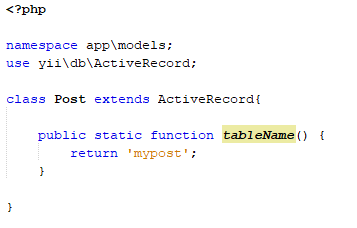 <?php
namespace app\models;
use yii\db\ActiveRecord;
class Post extends ActiveRecord{
public static function tableName() {
return 'mypost';
}
}